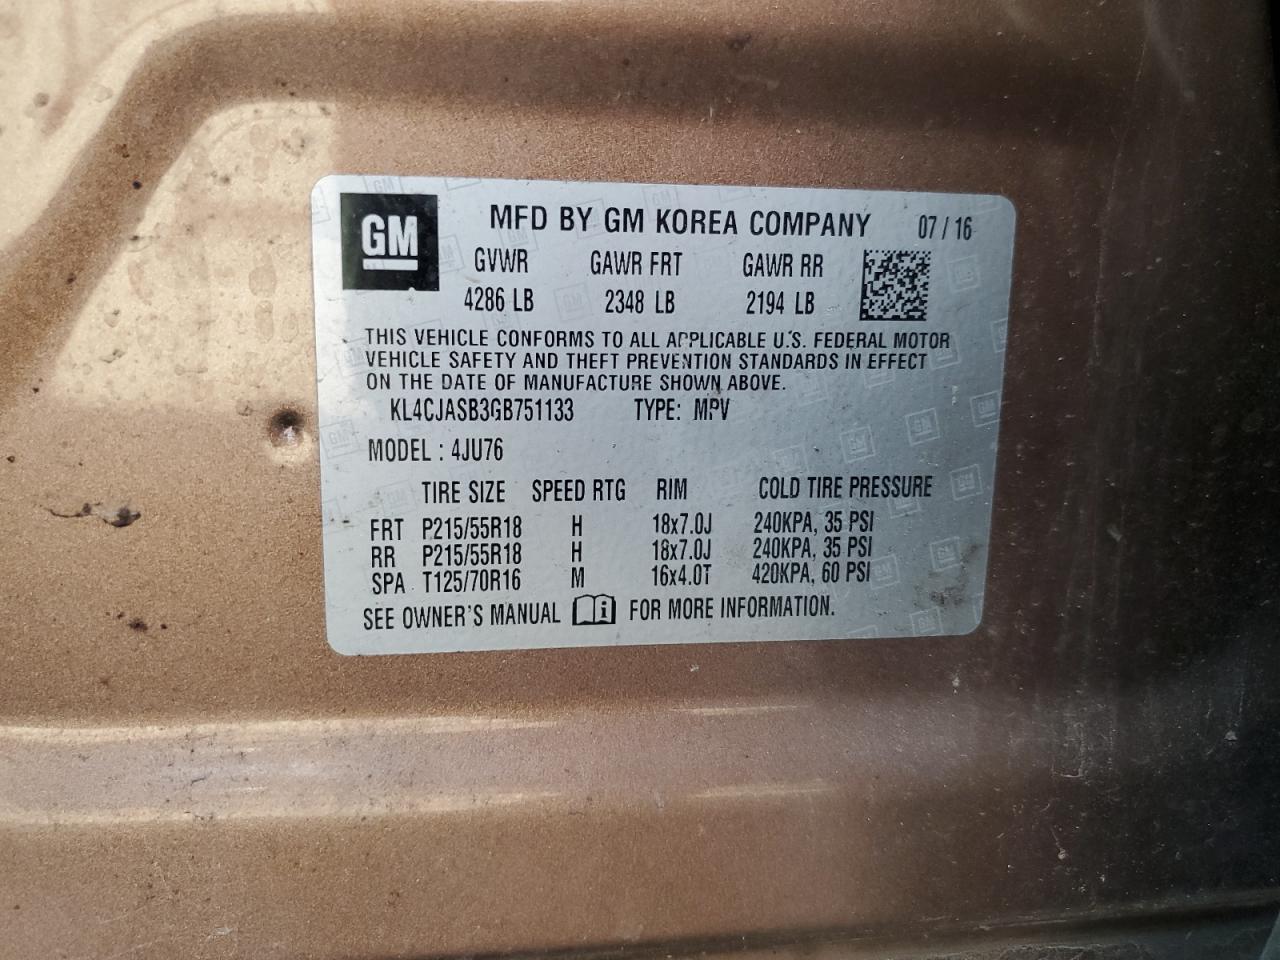 GM MFD BY GM KOREA COMPANY 07 / 16
GVWR GAWR FRT GAWR RR
4286 LB 2348 LB 2194 LB
THIS VEHICLE CONFORMS TO ALL APPLICABLE U.S. FEDERAL MOTOR
VEHICLE SAFETY AND THEFT PREVENTION STANDARDS IN EFFECT
ON THE DATE OF MANUFACTURE SHOWN ABOVE.
KL4CJASB3GB751133 TYPE: MPV
MODEL : 4JU76
TIRE SIZE SPEED RTG RIM COLD TIRE PRESSURE
FRT P215/55R18 H 18x7.0J 240KPA, 35 PSI
RR P215/55R18 H 18x7.0J 240KPA, 35 PSI
SPA T125/70R16 M 16x4.0T 420KPA, 60 PSI
SEE OWNER'S MANUAL FOR MORE INFORMATION.